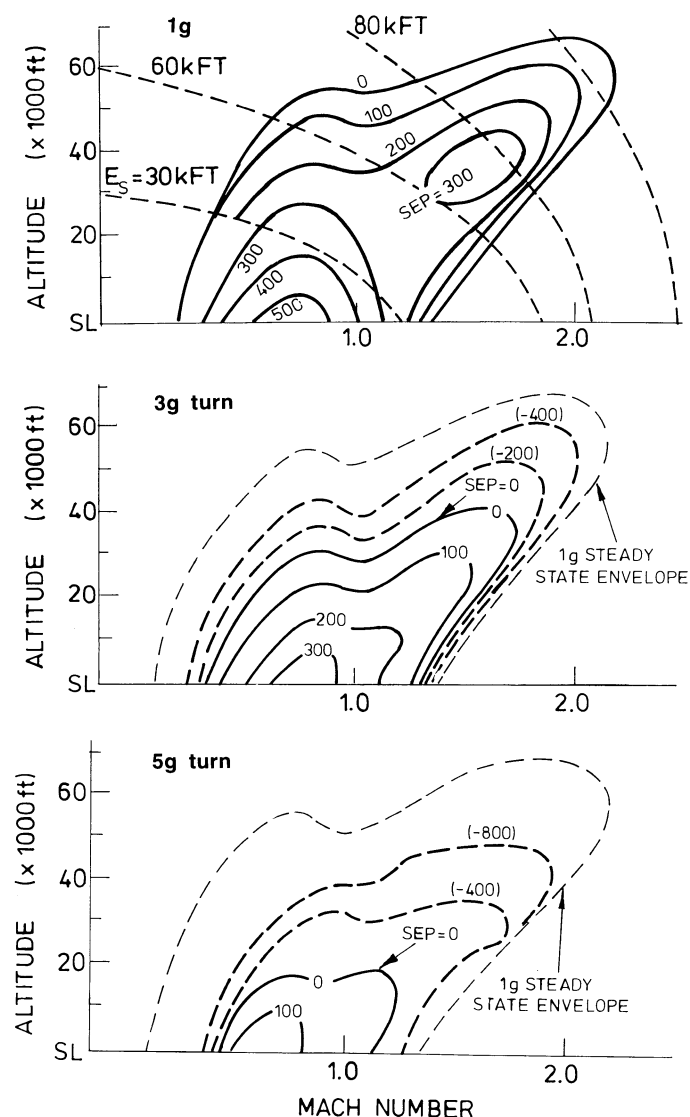 1g
80kFT
60kFT
E_S=30kFT
0
100
200
SEP=300
300
400
500
60
40
20
SL
1.0
2.0
ALTITUDE (x 1000 ft)
3g turn
(-400)
(-200)
SEP=0
0
100
200
300
1g STEADY
STATE ENVELOPE
60
40
20
SL
1.0
2.0
ALTITUDE (x 1000 ft)
5g turn
(-800)
(-400)
SEP=0
0
100
1g STEADY
STATE ENVELOPE
60
40
20
SL
1.0
2.0
ALTITUDE (x 1000 ft)
MACH NUMBER